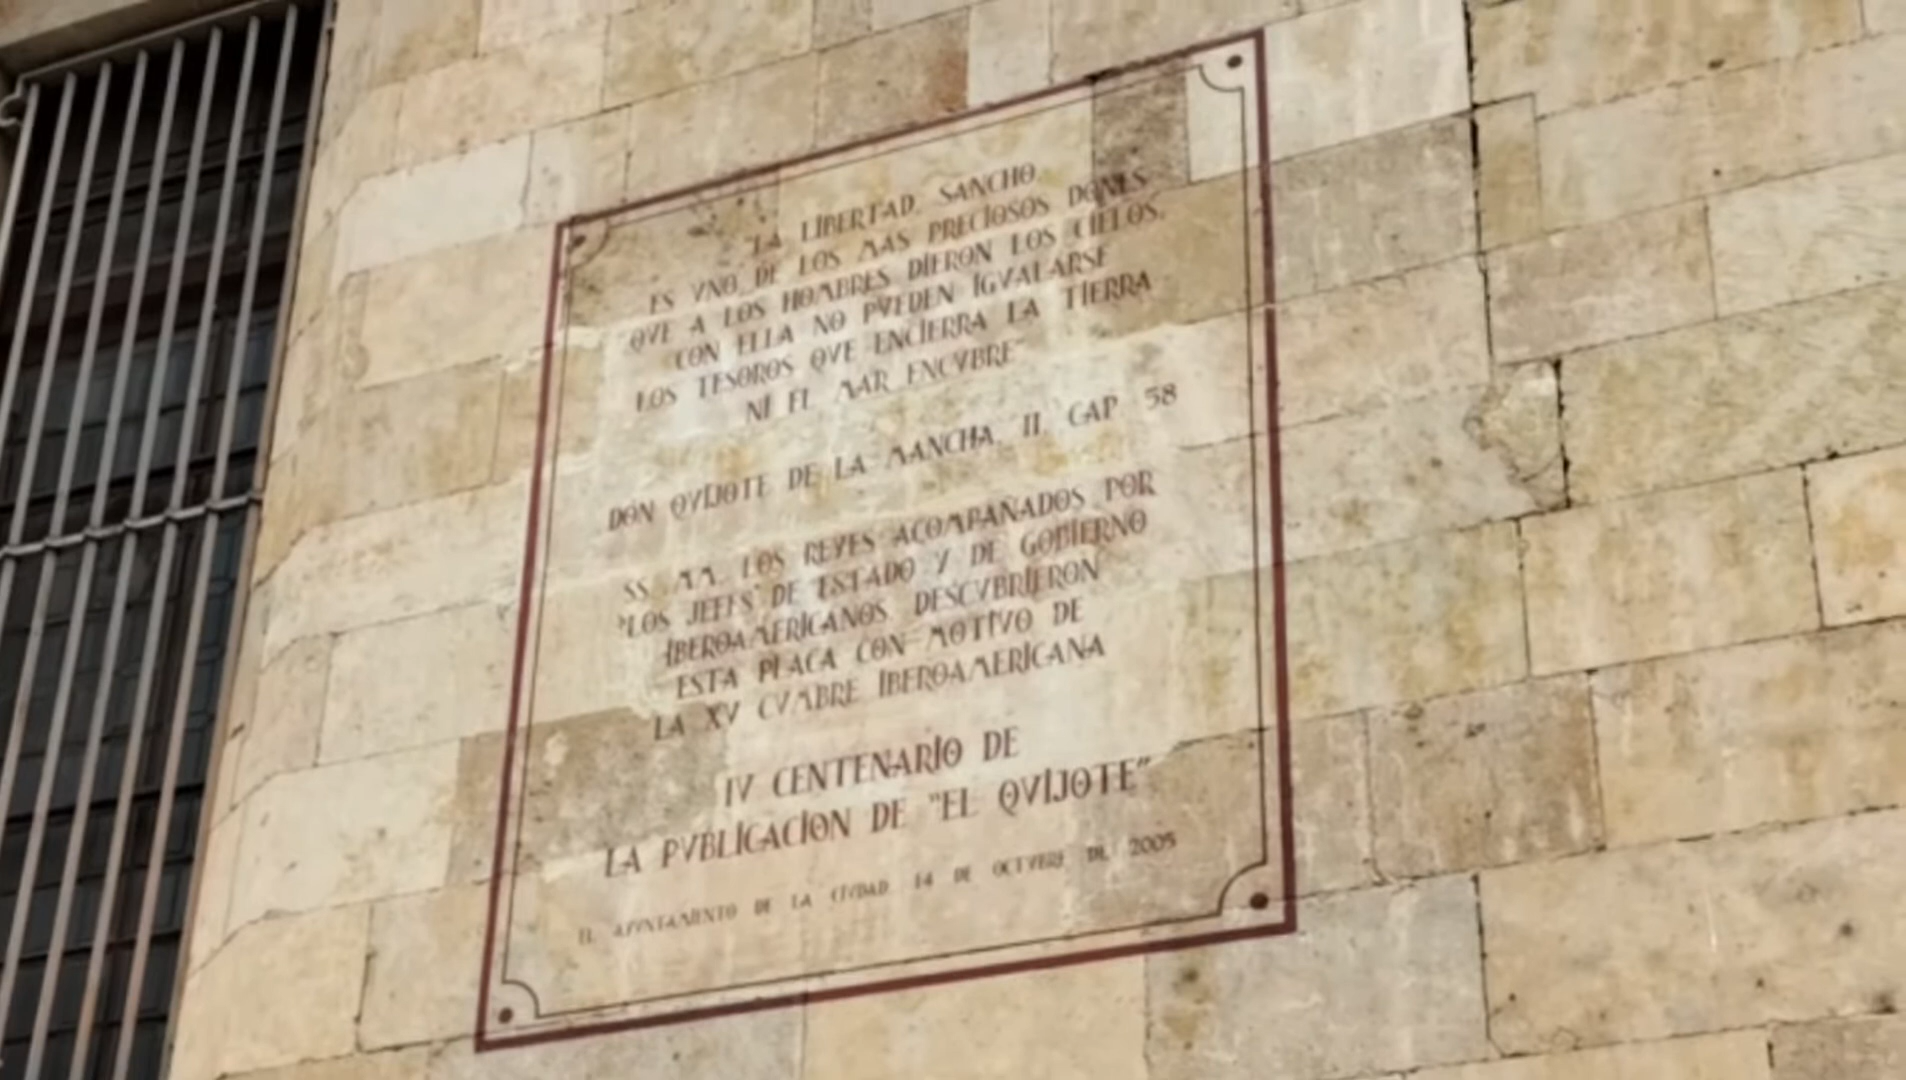 "LA LIBERTAD, SANCHO
ES VNO DE LOS MAS PRECIOSOS DONES
QVE A LOS HOMBRES DIERON LOS CIELOS.
CON ELLA NO PVEDEN IGVALARSE
LOS TESOROS QVE ENCIERRA LA TIERRA
NI EL MAR ENCVBRE"
DON QVIJOTE DE LA MANCHA, II, CAP 58
SS. MM. LOS REYES ACOMPAÑADOS POR
LOS JEFES DE ESTADO Y DE GOBIERNO
IBEROAMERICANOS DESCVBRIERON
ESTA PLACA CON MOTIVO DE
LA XV CVMBRE IBEROAMERICANA
IV CENTENARIO DE
LA PVBLICACION DE "EL QVIJOTE"
EL AYVNTAMIENTO DE LA CIVDAD 14 DE OCTVBRE DE 2005